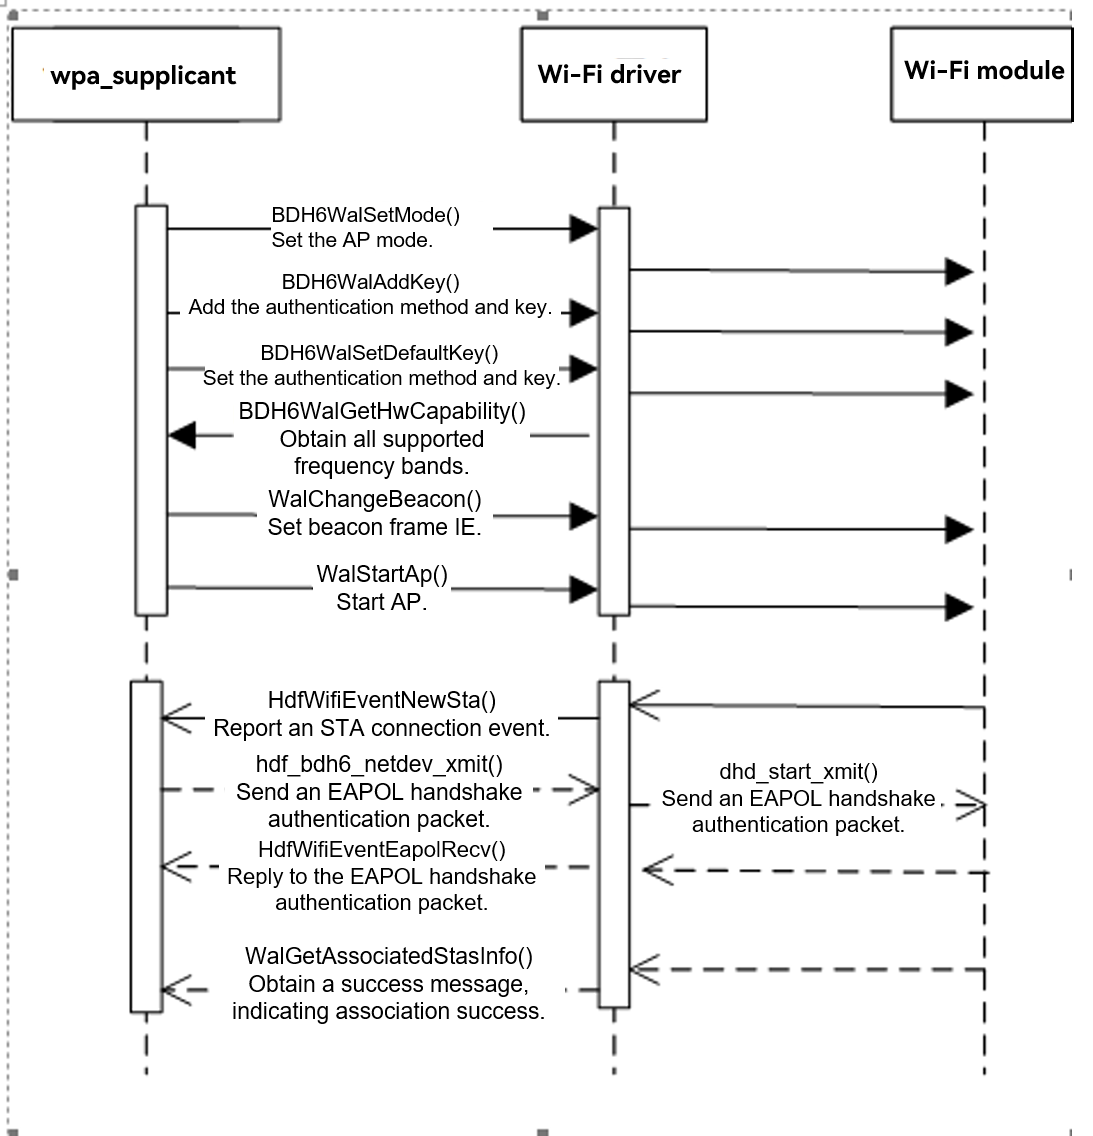 wpa_supplicant
Wi-Fi driver
Wi-Fi module
BDH6WalSetMode()
Set the AP mode.
BDH6WalAddKey()
Add the authentication method and key.
BDH6WalSetDefaultKey()
Set the authentication method and key.
BDH6WalGetHwCapability()
Obtain all supported
frequency bands.
WalChangeBeacon()
Set beacon frame IE.
WalStartAp()
Start AP.
HdfWifiEventNewSta()
Report an STA connection event.
hdf_bdh6_netdev_xmit()
Send an EAPOL handshake
authentication packet.
dhd_start_xmit()
Send an EAPOL handshake
authentication packet.
HdfWifiEventEapolRecv()
Reply to the EAPOL handshake
authentication packet.
WalGetAssociatedStasInfo()
Obtain a success message,
indicating association success.